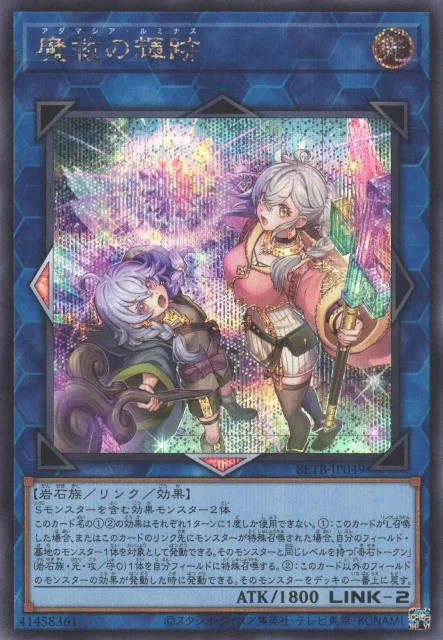 アダマシア・ルミナス
魔救の輝跡
光
BETB-JP049
【岩石族／リンク／効果】
Sモンスターを含む効果モンスター2体
このカード名の①②の効果はそれぞれ1ターンに1度しか使用できない。①：このカードがL召喚
した場合、またはこのカードのリンク先にモンスターが特殊召喚された場合、自分のフィールド・
墓地のモンスター1体を対象として発動できる。そのモンスターと同じレベルを持つ「奇石トークン」
(岩石族・光・攻／守0)1体を自分フィールドに特殊召喚する。②：このカード以外のフィールド
のモンスターの効果が発動した時に発動できる。そのモンスターをデッキの一番上に戻す。
ATK/1800 LINK-2
41458361 ©スタジオ・ダイス/集英社・テレビ東京・KONAMI